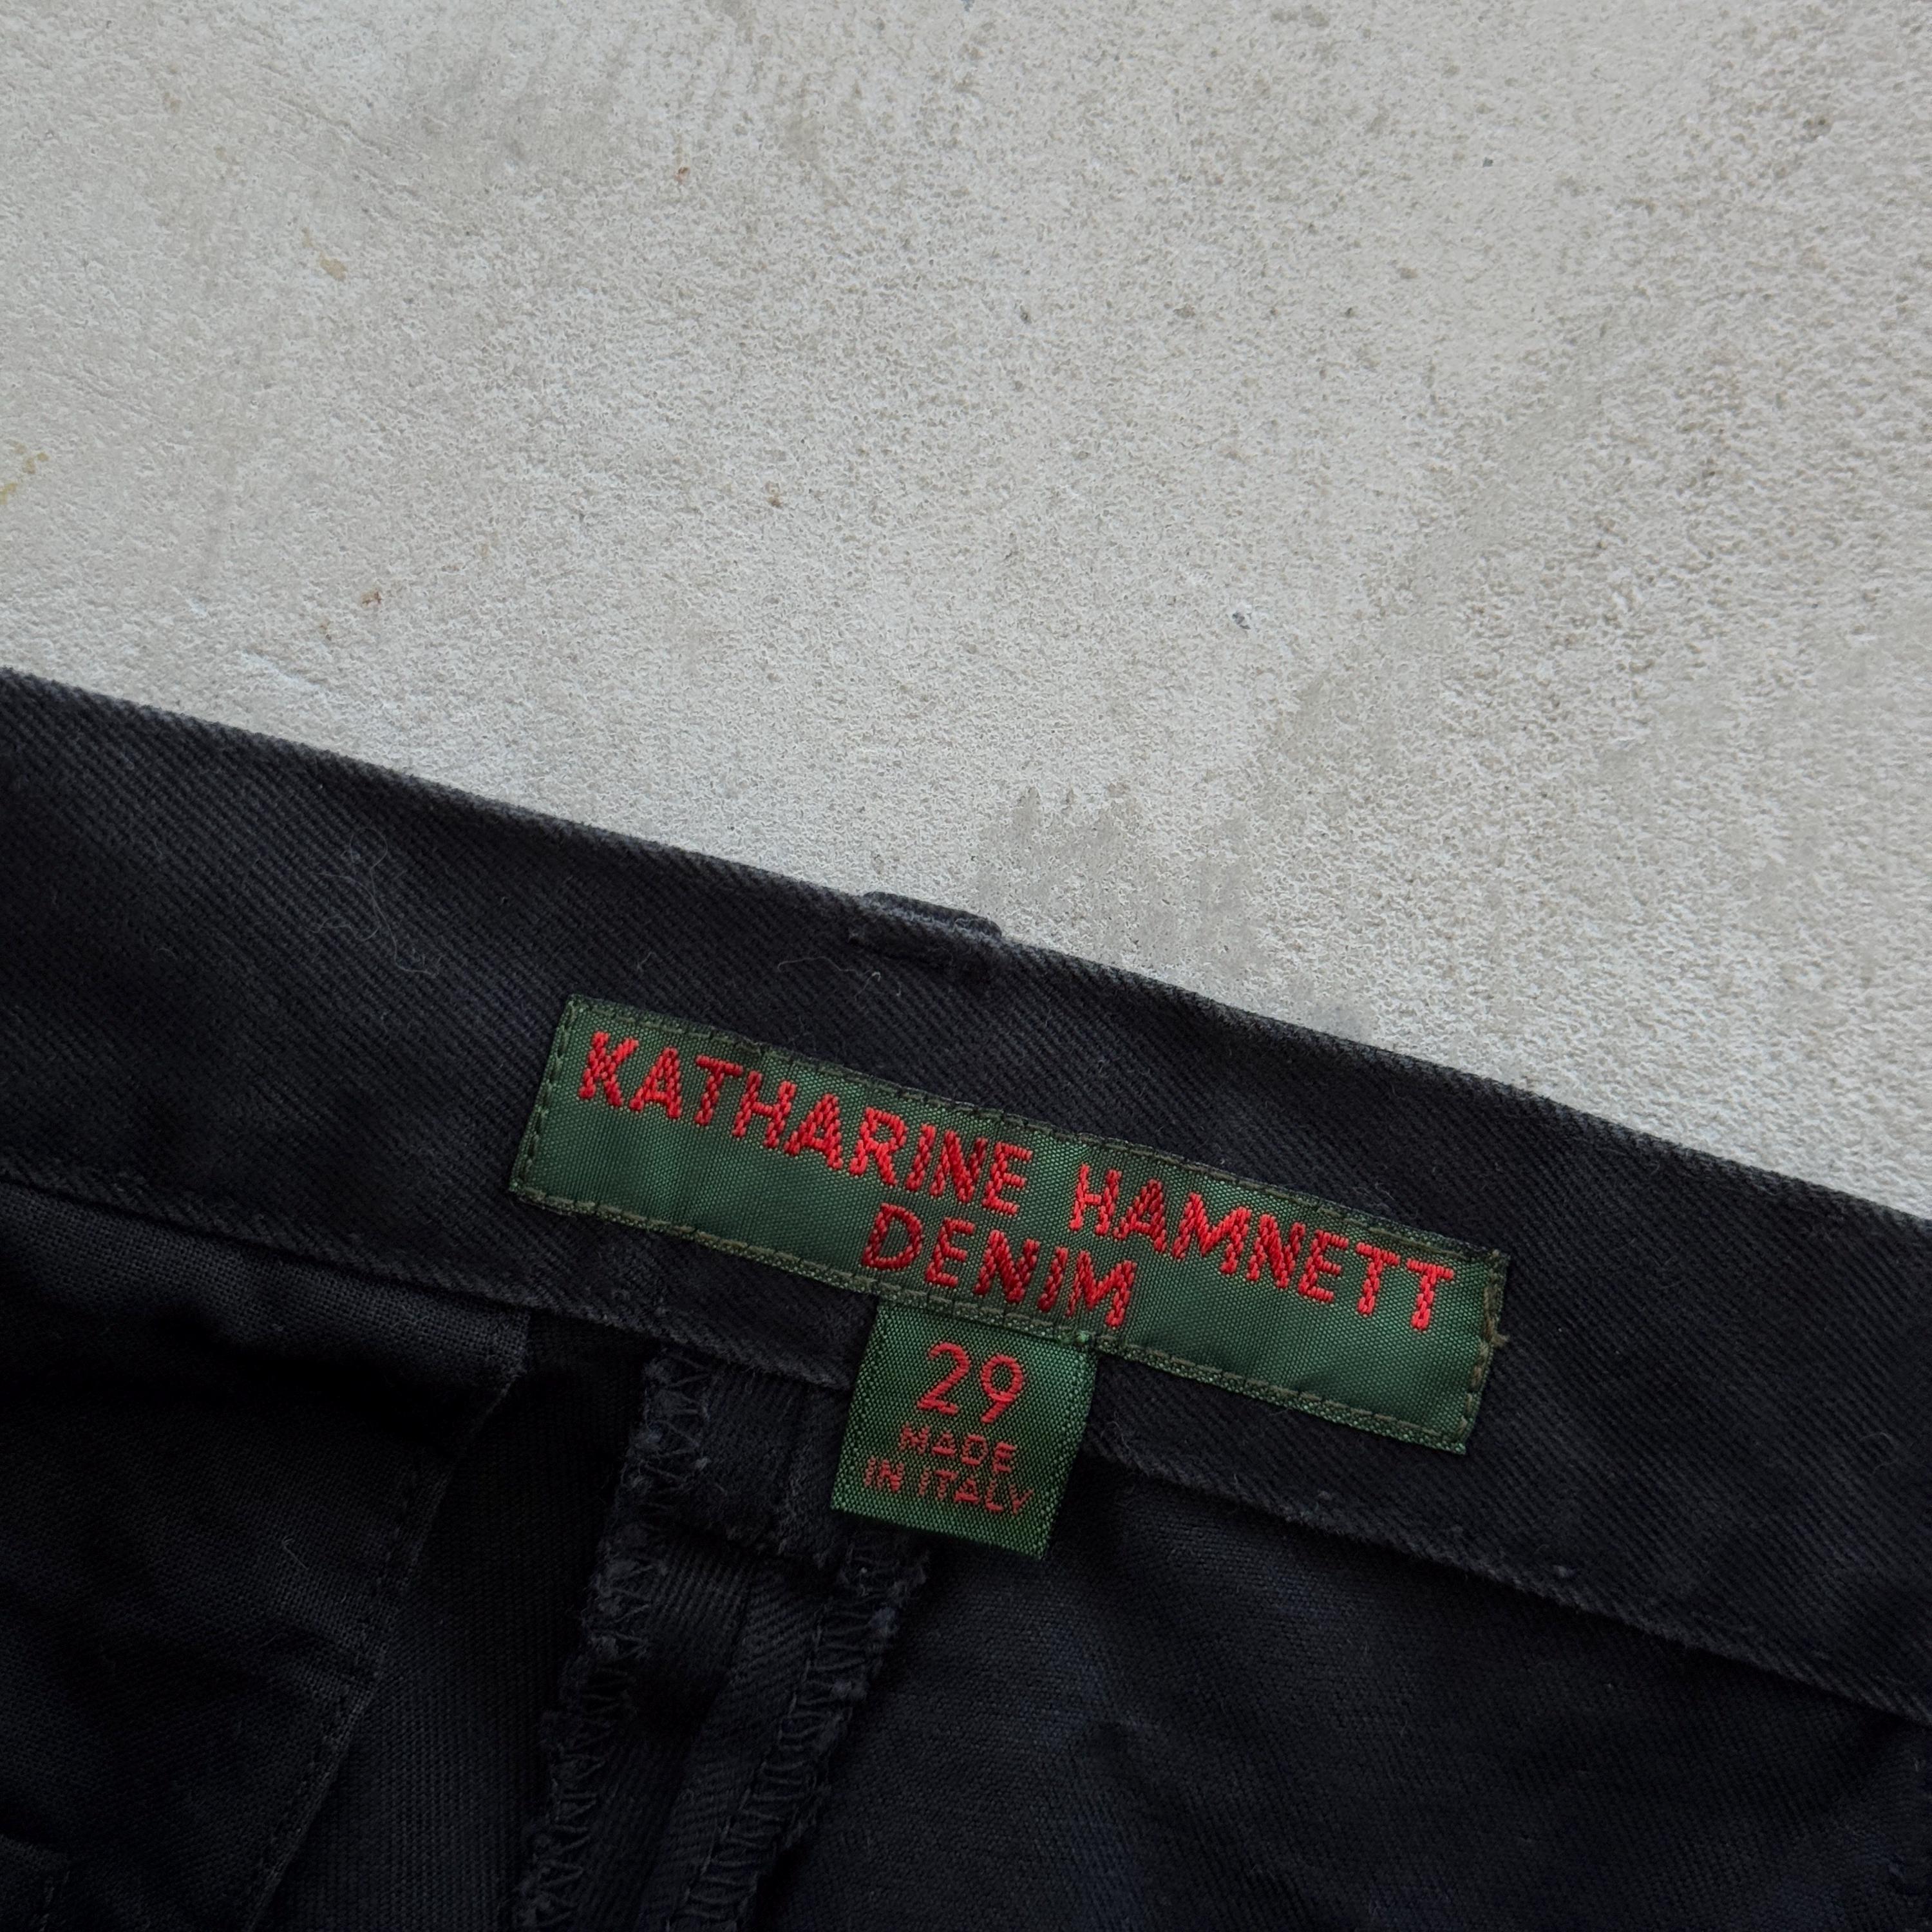 KATHARINE HAMNETT
DENIM
29
MADE
IN ITALY